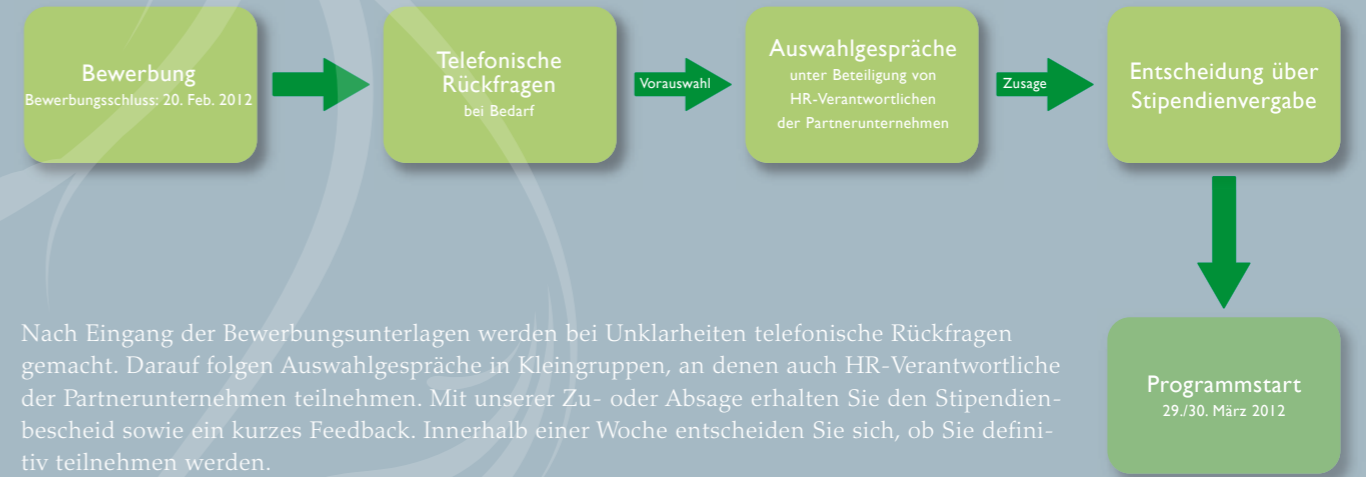 Bewerbung
Bewerbungsschluss: 20. Feb. 2012
Telefonische
Rückfragen
bei Bedarf
Vorauswahl
Auswahlgespräche
unter Beteiligung von
HR-Verantwortlichen
der Partnerunternehmen
Zusage
Entscheidung über
Stipendienvergabe
Nach Eingang der Bewerbungsunterlagen werden bei Unklarheiten telefonische Rückfragen
gemacht. Darauf folgen Auswahlgespräche in Kleingruppen, an denen auch HR-Verantwortliche
der Partnerunternehmen teilnehmen. Mit unserer Zu- oder Absage erhalten Sie den Stipendien-
bescheid sowie ein kurzes Feedback. Innerhalb einer Woche entscheiden Sie sich, ob Sie defini-
tiv teilnehmen werden.
Programmstart
29./30. März 2012